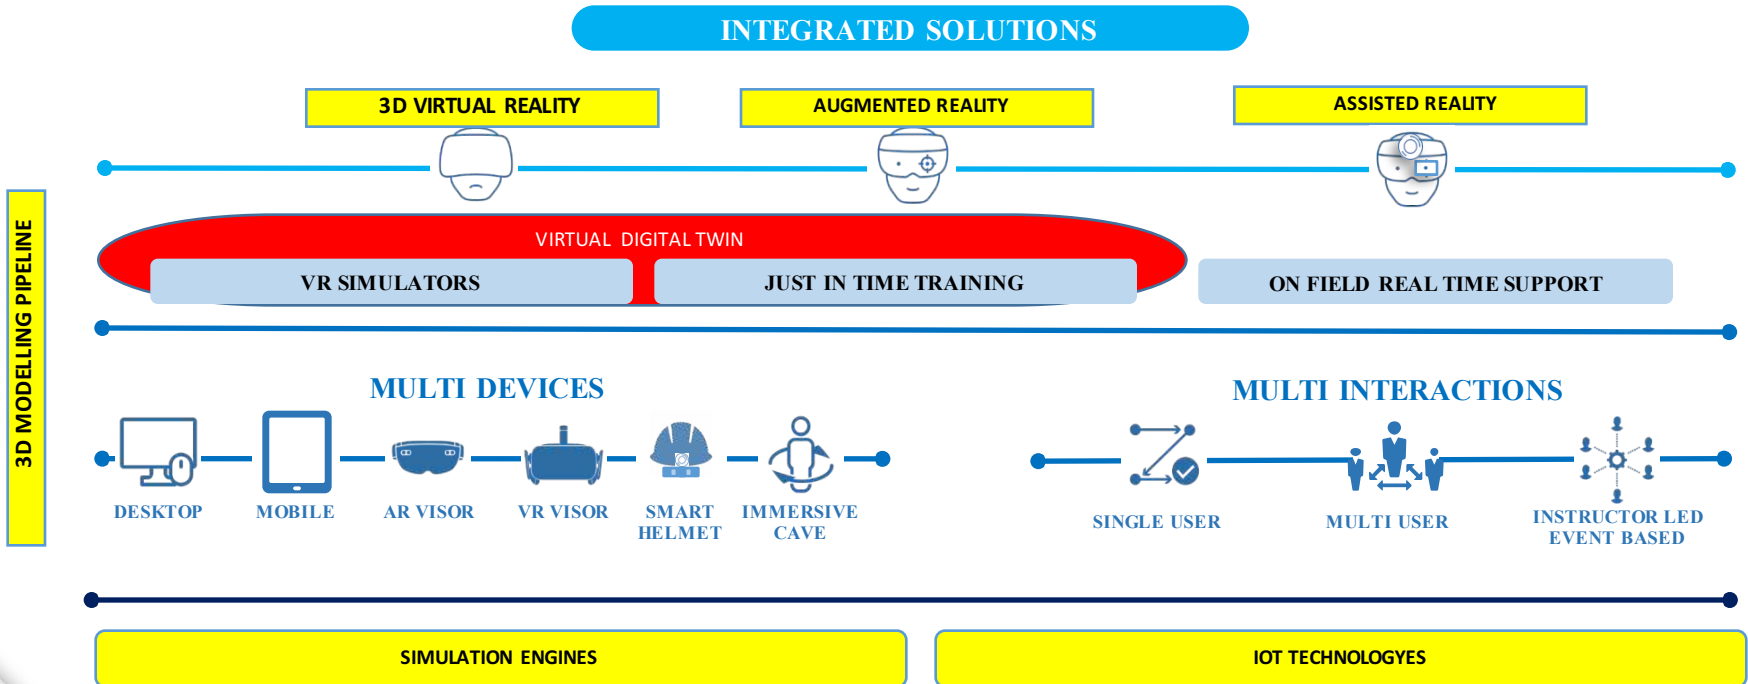 INTEGRATED SOLUTIONS
3D VIRTUAL REALITY
AUGMENTED REALITY
ASSISTED REALITY
3D MODELLING PIPELINE
VIRTUAL DIGITAL TWIN
VR SIMULATORS
JUST IN TIME TRAINING
ON FIELD REAL TIME SUPPORT
MULTI DEVICES
MULTI INTERACTIONS
DESKTOP
MOBILE
AR VISOR
VR VISOR
SMART
HELMET
IMMERSIVE
CAVE
SINGLE USER
MULTI USER
INSTRUCTOR LED
EVENT BASED
SIMULATION ENGINES
IOT TECHNOLOGYES